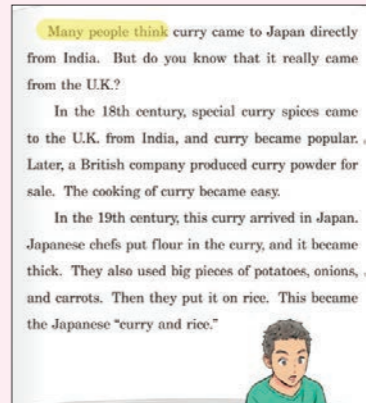 Many people think curry came to Japan directly
from India. But do you know that it really came
from the U.K.?
In the 18th century, special curry spices came
to the U.K. from India, and curry became popular.
Later, a British company produced curry powder for
sale. The cooking of curry became easy.
In the 19th century, this curry arrived in Japan.
Japanese chefs put flour in the curry, and it became
thick. They also used big pieces of potatoes, onions,
and carrots. Then they put it on rice. This became
the Japanese “curry and rice.”